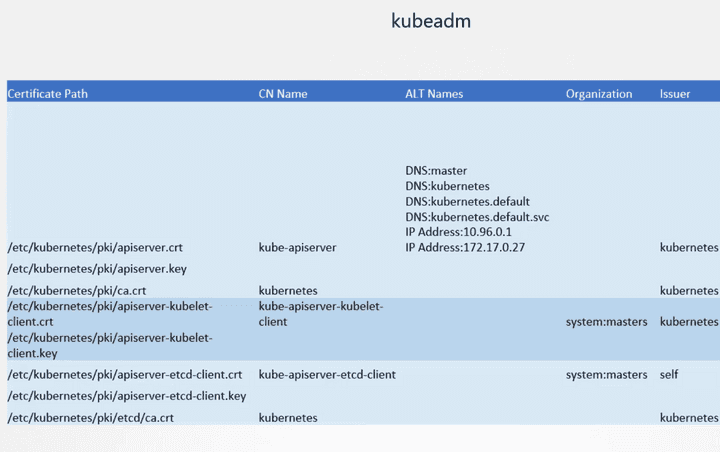 kubeadm
Certificate Path CN Name ALT Names Organization Issuer
DNS:master
DNS:kubernetes
DNS:kubernetes.default
DNS:kubernetes.default.svc
IP Address:10.96.0.1
/etc/kubernetes/pki/apiserver.crt kube-apiserver IP Address:172.17.0.27 kubernetes
/etc/kubernetes/pki/apiserver.key
/etc/kubernetes/pki/ca.crt kubernetes kubernetes
/etc/kubernetes/pki/apiserver-kubelet- kube-apiserver-kubelet-
client.crt client system:masters kubernetes
/etc/kubernetes/pki/apiserver-kubelet-
client.key
/etc/kubernetes/pki/apiserver-etcd-client.crt kube-apiserver-etcd-client system:masters self
/etc/kubernetes/pki/apiserver-etcd-client.key
/etc/kubernetes/pki/etcd/ca.crt kubernetes kubernetes